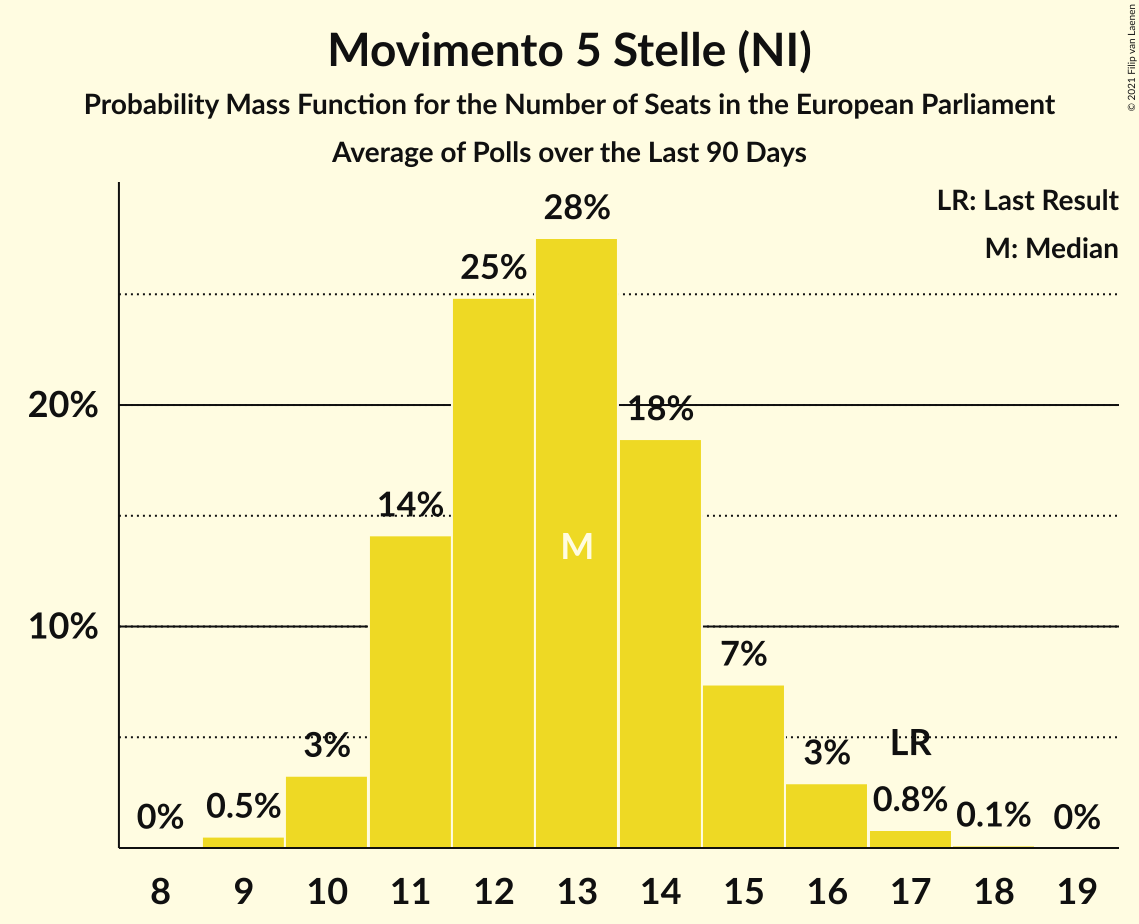 Movimento 5 Stelle (NI)
Probability Mass Function for the Number of Seats in the European Parliament
Average of Polls over the Last 90 Days
© 2021 Filip van Laenen
LR: Last Result
M: Median
28%
25%
20%
18%
14%
M
10%
7%
3%
3%
LR
0%
0.5%
0.8%
0.1%
0%
8 9 10 11 12 13 14 15 16 17 18 19